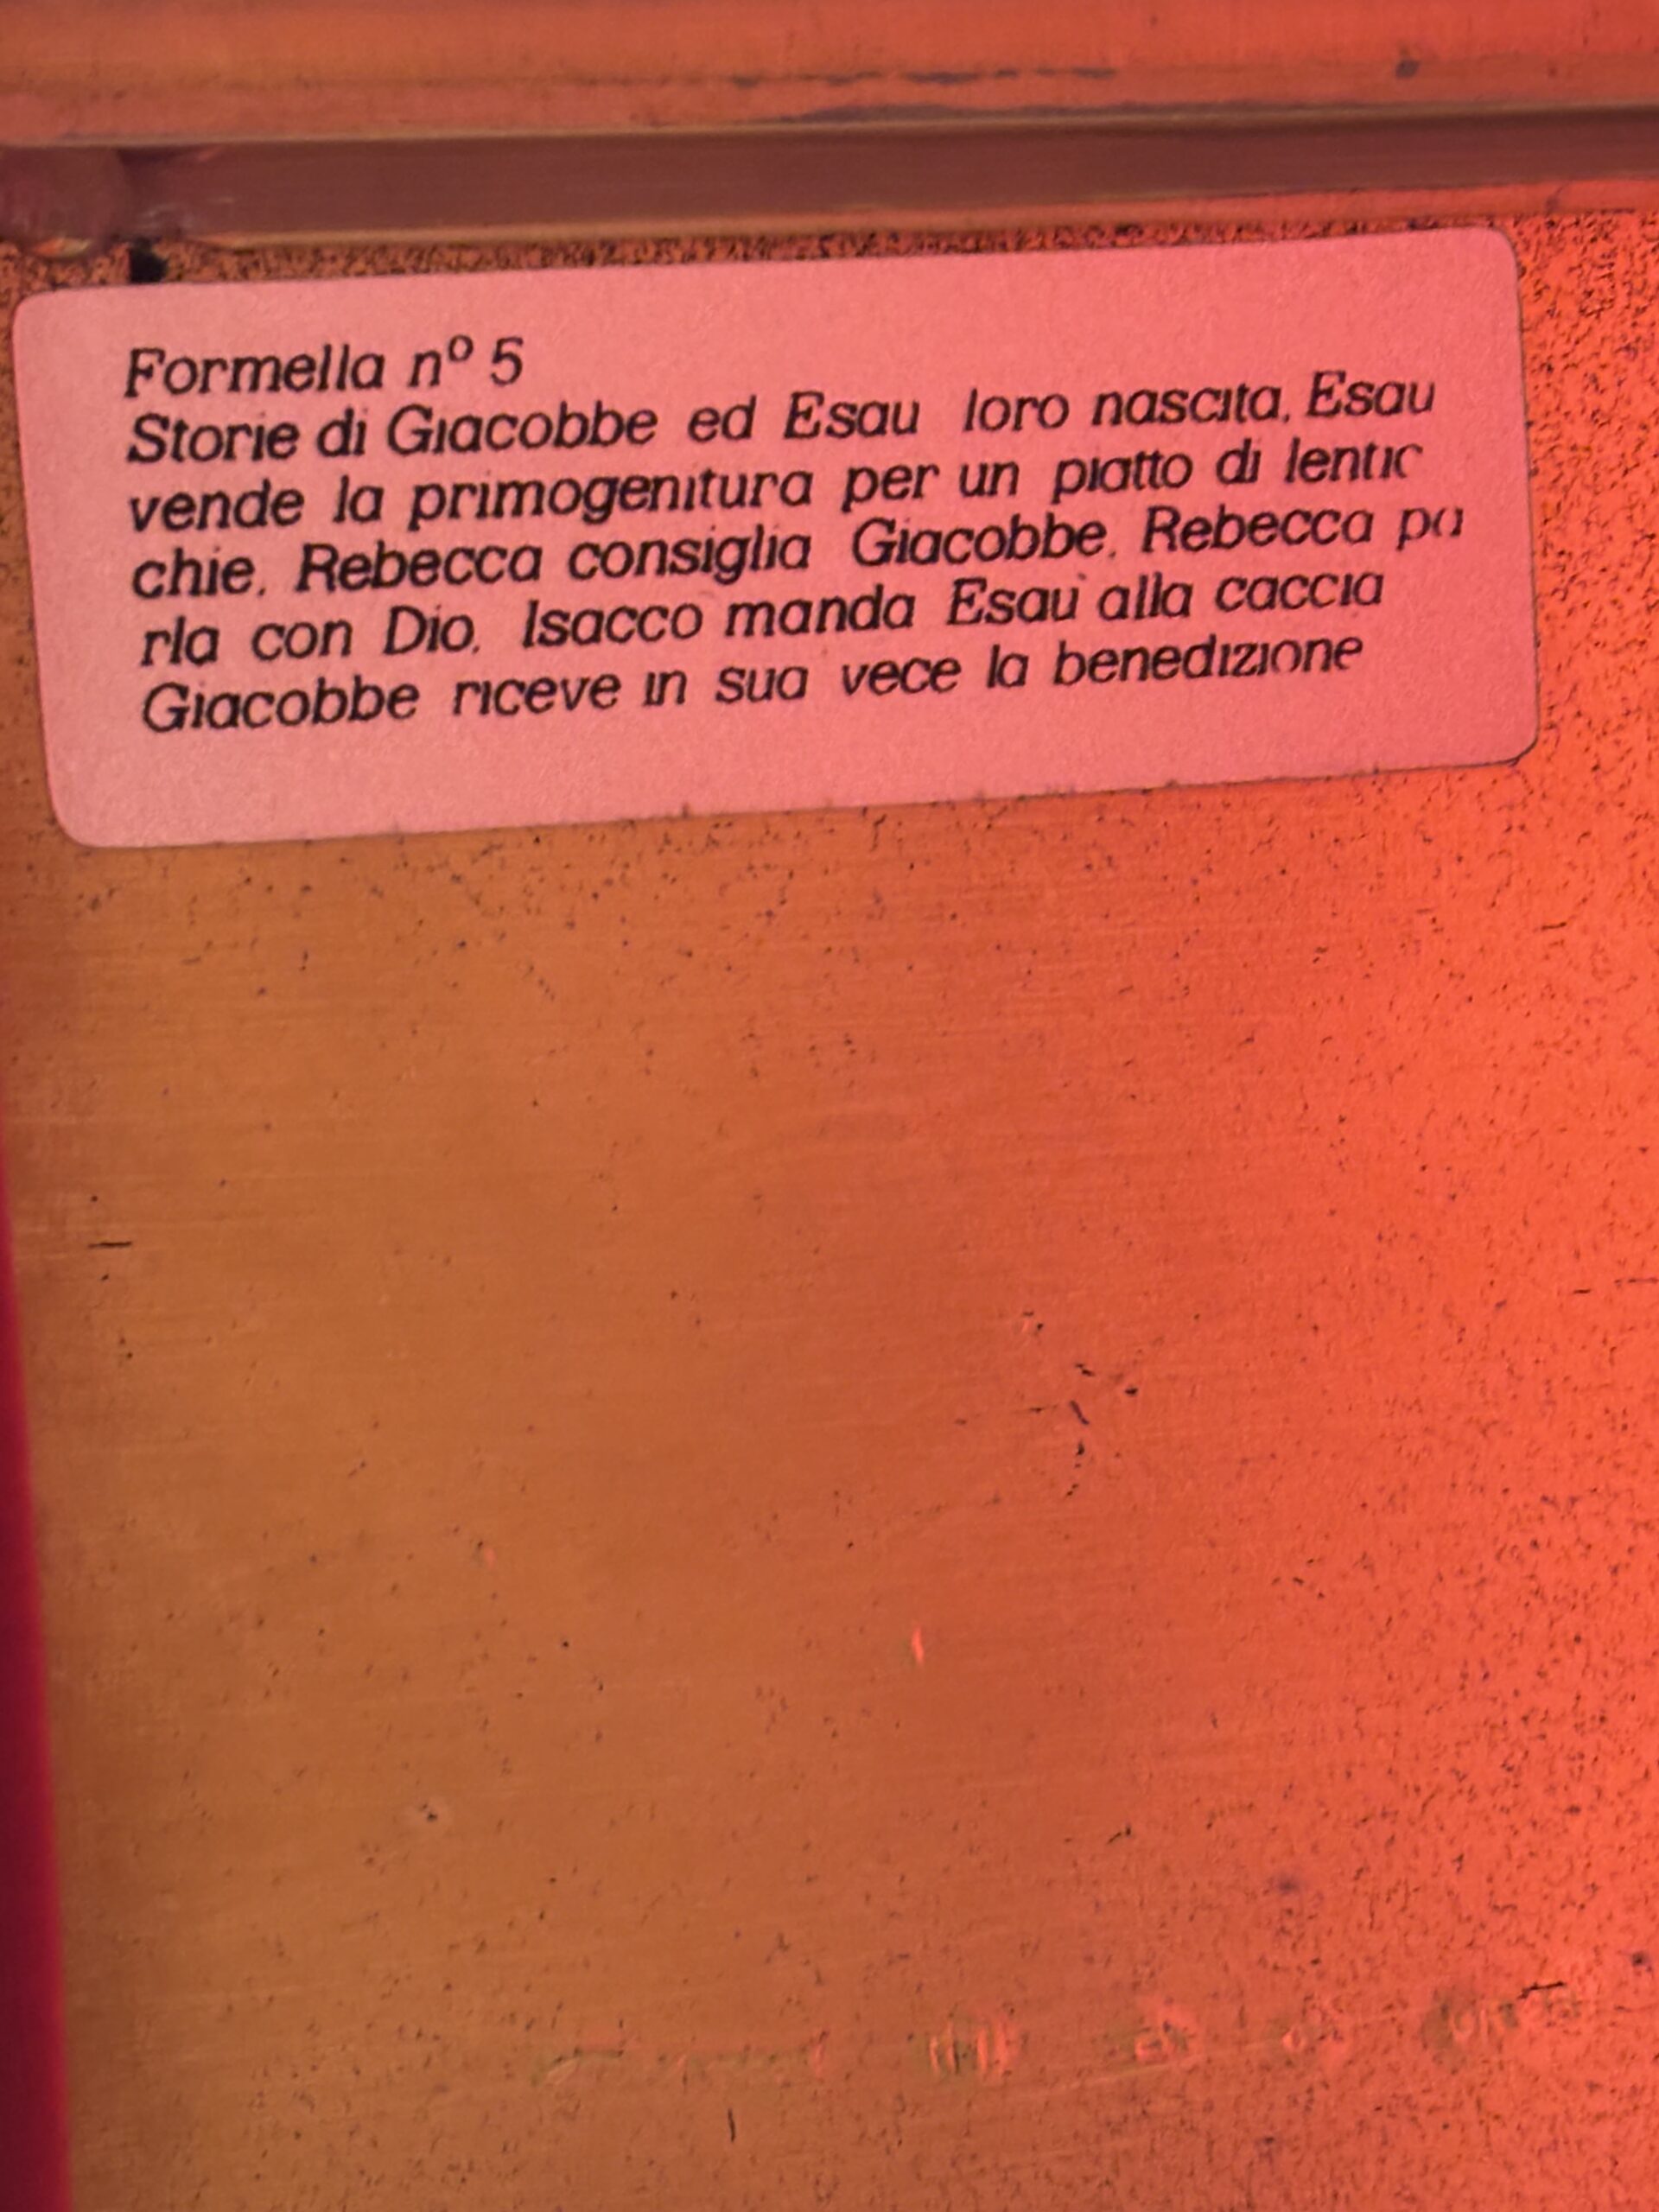 Formella nº 5
Storie di Giacobbe ed Esau loro nascita, Esau
vende la primogenitura per un piatto di lentic
chie, Rebecca consiglia Giacobbe, Rebecca pa
rla con Dio, Isacco manda Esaù alla caccia
Giacobbe riceve in sua vece la benedizione